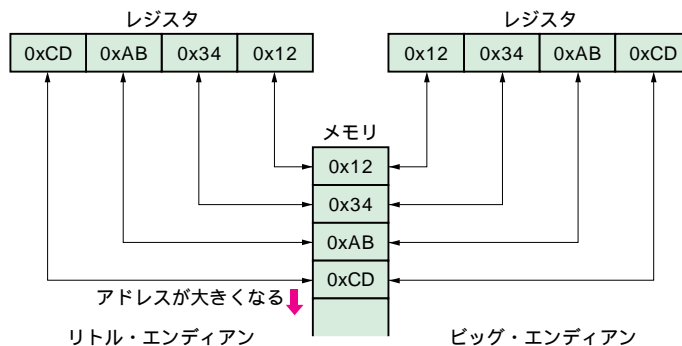 レジスタ
レジスタ
0xCD 0xAB 0x34 0x12
0x12 0x34 0xAB 0xCD
メモリ
0x12
0x34
0xAB
0xCD
アドレスが大きくなる
リトル・エンディアン
ビッグ・エンディアン